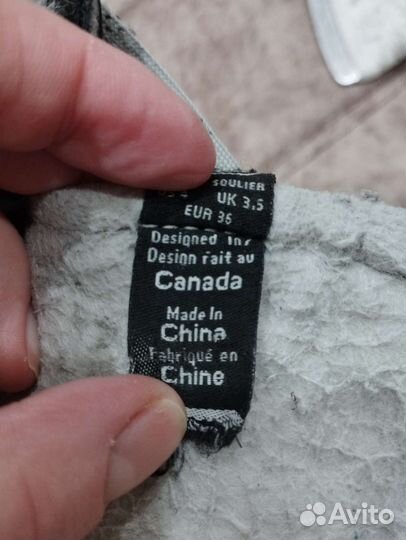 SOULIER
UK 3.5
EUR 36
Designed In/
Design fait au
Canada
Made In
China
Fabriqué en
Chine
Avito